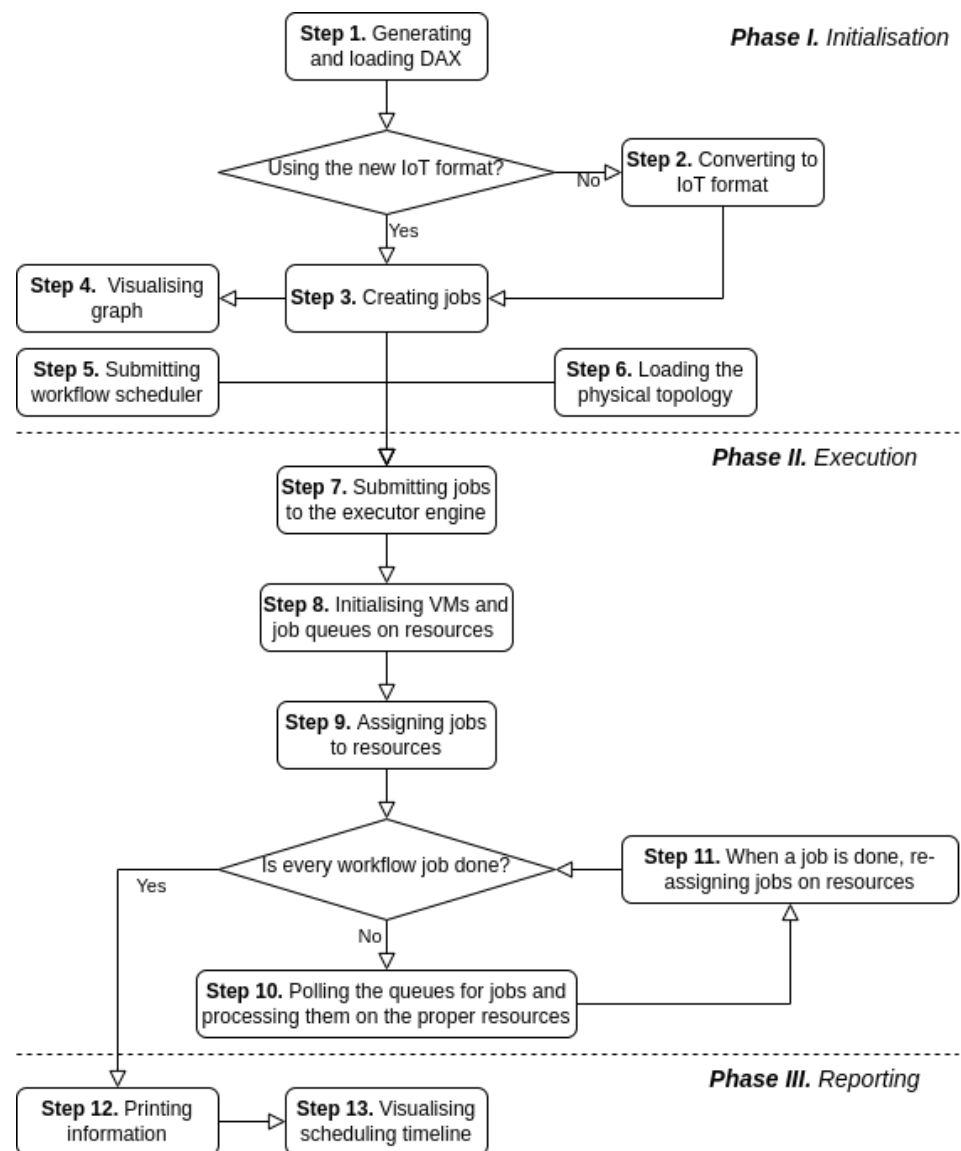 Step 1. Generating
and loading DAX
Phase I. Initialisation
Using the new IoT format?
No
Step 2. Converting to
IoT format
Yes
Step 4. Visualising
graph
Step 3. Creating jobs
Step 5. Submitting
workflow scheduler
Step 6. Loading the
physical topology
Phase II. Execution
Step 7. Submitting jobs
to the executor engine
Step 8. Initialising VMs and
job queues on resources
Step 9. Assigning jobs
to resources
Is every workflow job done?
Step 11. When a job is done, re-
assigning jobs on resources
Yes
No
Step 10. Polling the queues for jobs and
processing them on the proper resources
Phase III. Reporting
Step 12. Printing
information
Step 13. Visualising
scheduling timeline